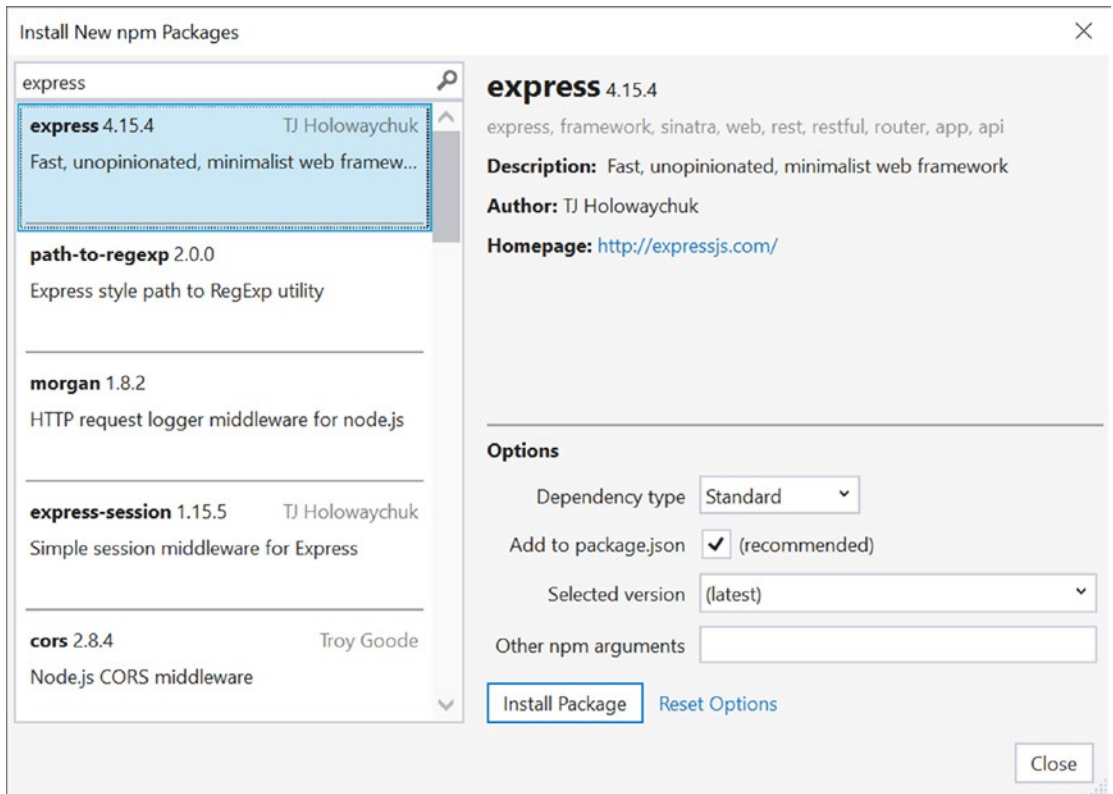 Install New npm Packages
express
express 4.15.4 TJ Holowaychuk
Fast, unopinionated, minimalist web framew...
path-to-regexp 2.0.0
Express style path to RegExp utility
morgan 1.8.2
HTTP request logger middleware for node.js
express-session 1.15.5 TJ Holowaychuk
Simple session middleware for Express
cors 2.8.4 Troy Goode
Node.js CORS middleware
express 4.15.4
express, framework, sinatra, web, rest, restful, router, app, api
Description: Fast, unopinionated, minimalist web framework
Author: TJ Holowaychuk
Homepage: http://expressjs.com/
Options
Dependency type Standard
Add to package.json (recommended)
Selected version (latest)
Other npm arguments
Install Package Reset Options
Close